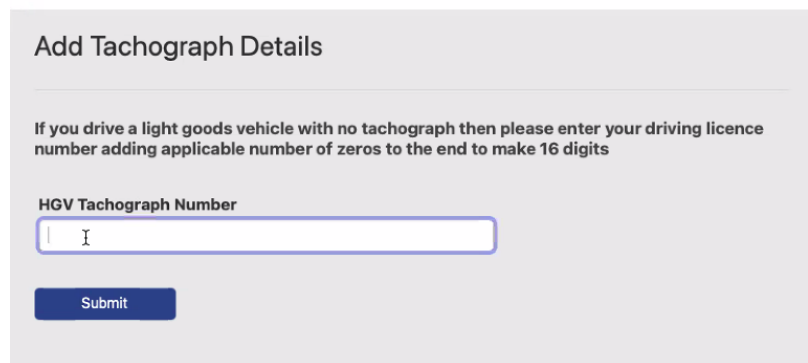 Add Tachograph Details
If you drive a light goods vehicle with no tachograph then please enter your driving licence
number adding applicable number of zeros to the end to make 16 digits
HGV Tachograph Number
Submit